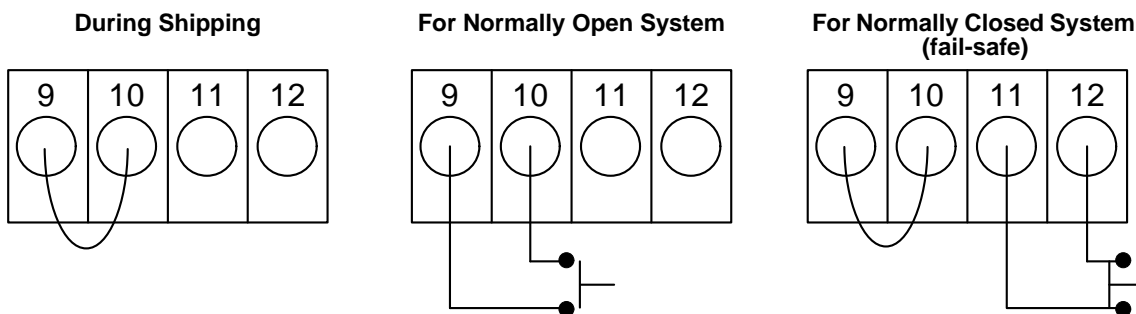 During Shipping
For Normally Open System
For Normally Closed System
(fail-safe)
9 10 11 12
9 10 11 12
9 10 11 12